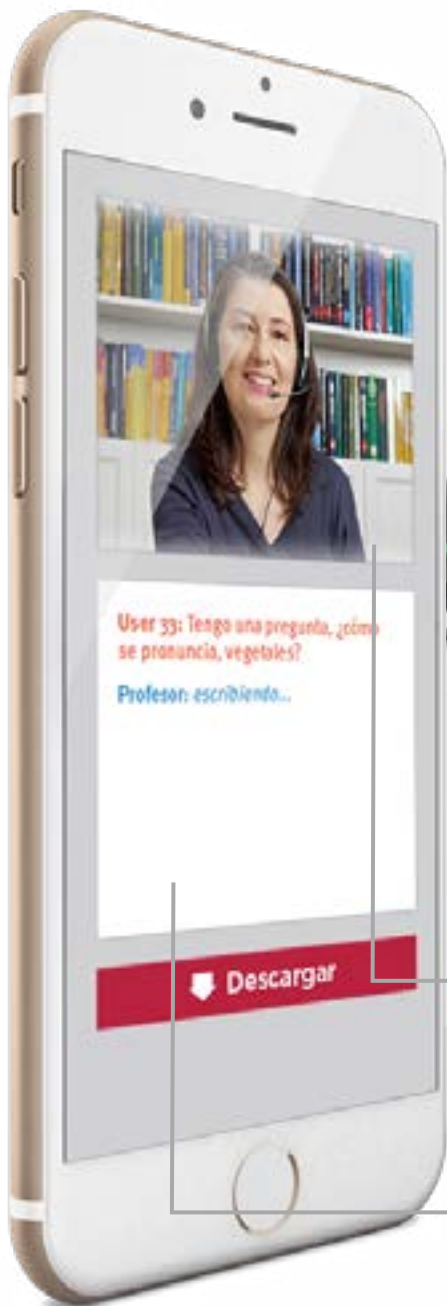 User 33: Tengo una pregunta, ¿cómo
se pronuncia, vegetales?
Profesor: escribiendo...
Descargar